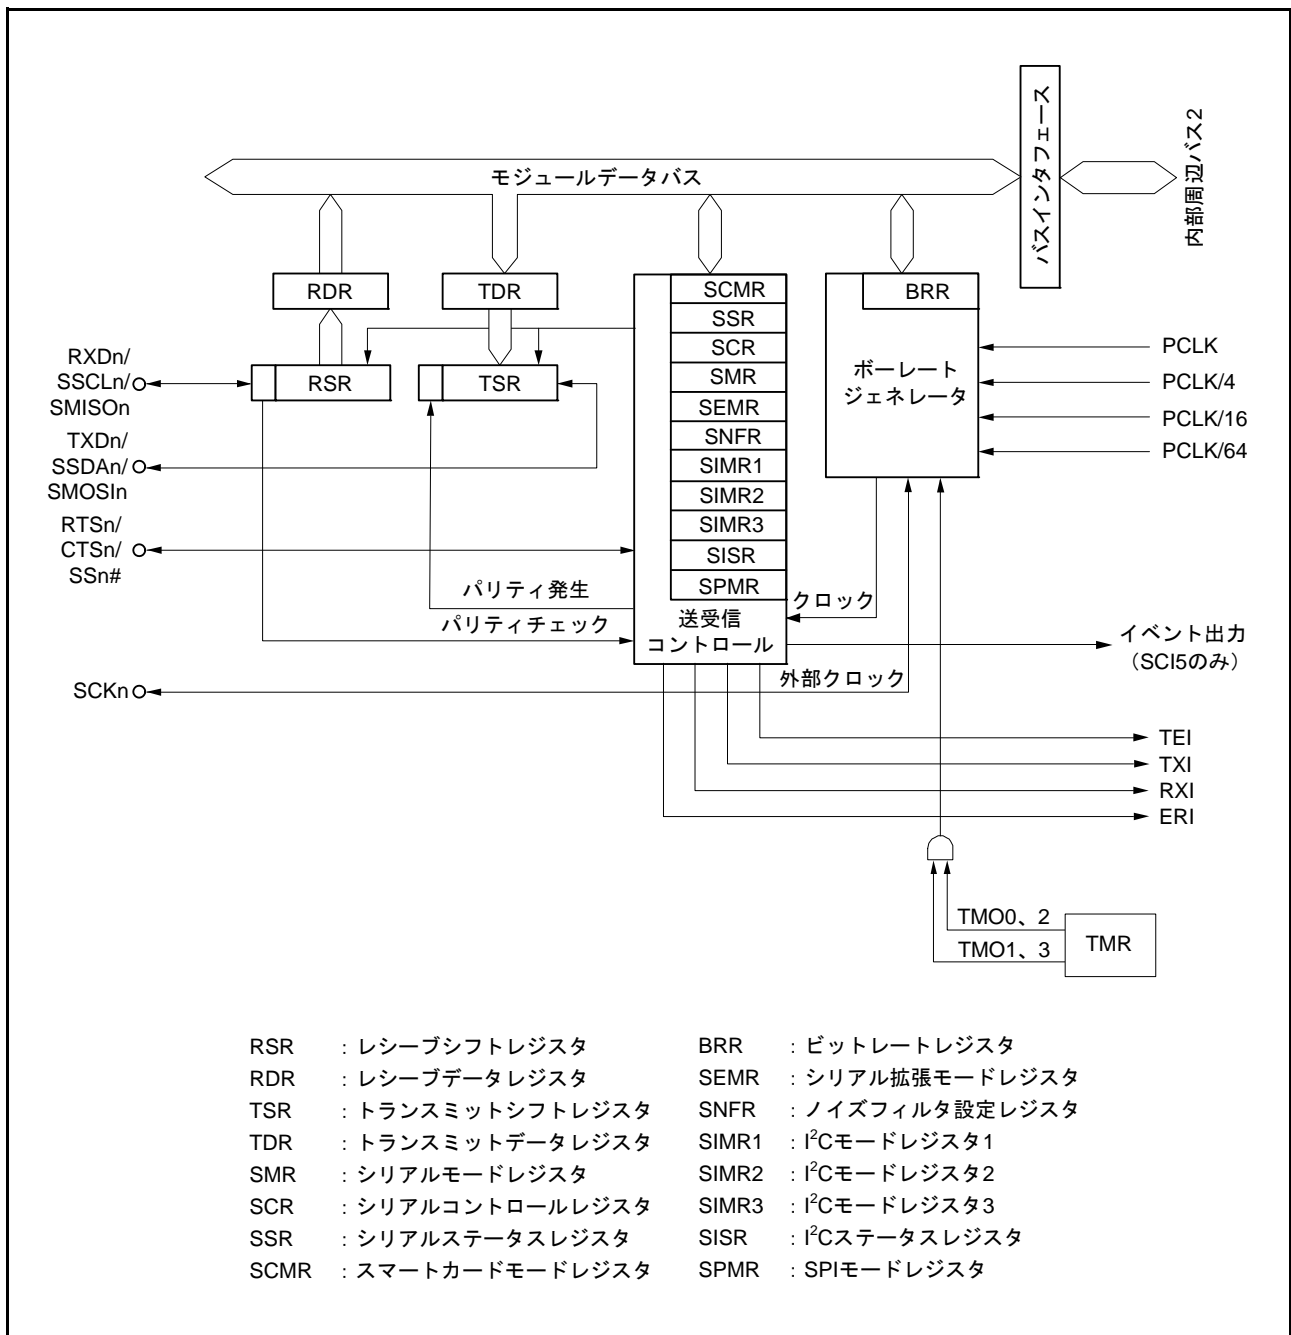 バスインタフェース
内部周辺バス2
モジュールデータバス
RDR
TDR
SCMR
BRR
SSR
SCR
SMR
SEMR
SNFR
SIMR1
SIMR2
SIMR3
SISR
SPMR
送受信
コントロール
RSR
TSR
ボーレート
ジェネレータ
PCLK
PCLK/4
PCLK/16
PCLK/64
RXDn/
SSCLn/
SMISOn
TXDn/
SSDAn/
SMOSIn
RTSn/
CTSn/
SSn#
パリティ発生
パリティチェック
クロック
外部クロック
SCKn
イベント出力
（SCI5のみ）
TEI
TXI
RXI
ERI
TMO0、2
TMO1、3
TMR
RSR : レシーブシフトレジスタ
RDR : レシーブデータレジスタ
TSR : トランスミットシフトレジスタ
TDR : トランスミットデータレジスタ
SMR : シリアルモードレジスタ
SCR : シリアルコントロールレジスタ
SSR : シリアルステータスレジスタ
SCMR : スマートカードモードレジスタ
BRR : ビットレートレジスタ
SEMR : シリアル拡張モードレジスタ
SNFR : ノイズフィルタ設定レジスタ
SIMR1 : I²Cモードレジスタ1
SIMR2 : I²Cモードレジスタ2
SIMR3 : I²Cモードレジスタ3
SISR : I²Cステータスレジスタ
SPMR : SPIモードレジスタ